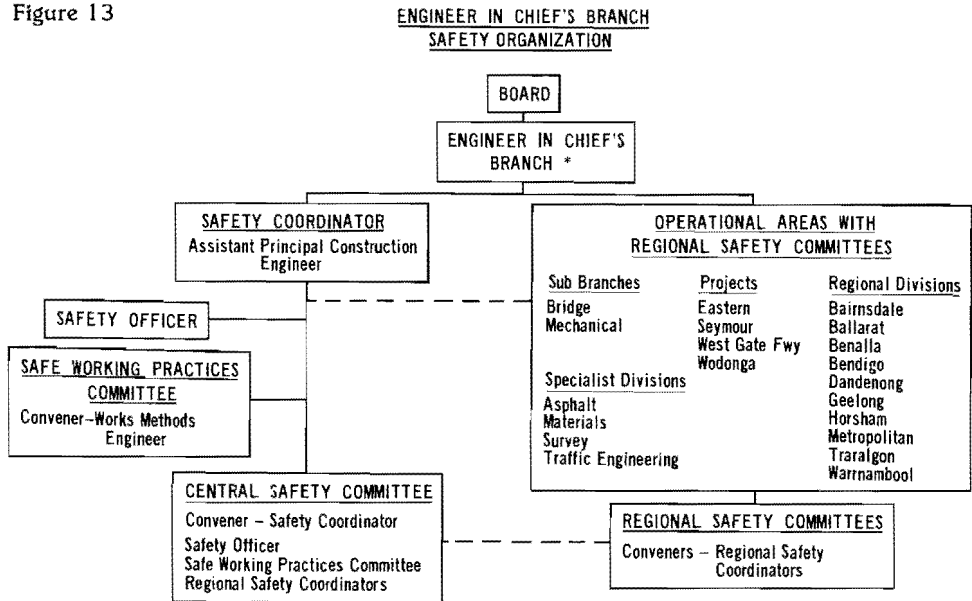 Figure 13
ENGINEER IN CHIEF'S BRANCH
SAFETY ORGANIZATION
BOARD
ENGINEER IN CHIEF'S
BRANCH *
SAFETY COORDINATOR
Assistant Principal Construction
Engineer
SAFETY OFFICER
SAFE WORKING PRACTICES
COMMITTEE
Convener-Works Methods
Engineer
CENTRAL SAFETY COMMITTEE
Convener – Safety Coordinator
Safety Officer
Safe Working Practices Committee
Regional Safety Coordinators
OPERATIONAL AREAS WITH
REGIONAL SAFETY COMMITTEES
Sub Branches
Bridge
Mechanical
Specialist Divisions
Asphalt
Materials
Survey
Traffic Engineering
Projects
Eastern
Seymour
West Gate Fwy
Wodonga
Regional Divisions
Bairnsdale
Ballarat
Benalla
Bendigo
Dandenong
Geelong
Horsham
Metropolitan
Traralgon
Warrnambool
REGIONAL SAFETY COMMITTEES
Conveners – Regional Safety
Coordinators